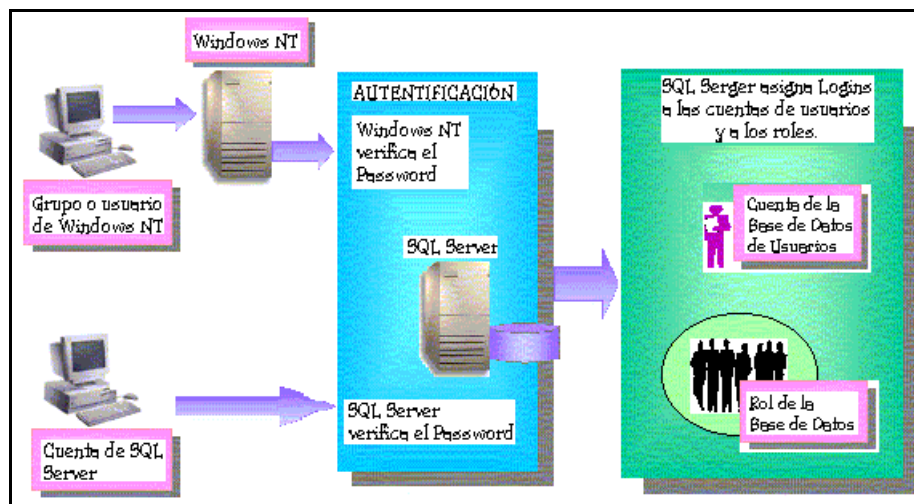 Windows NT
Grupo o usuario
de Windows NT
AUTENTIFICACIÓN
Windows NT
verifica el
Password
SQL Server
SQL Server
verifica el Password
Cuenta de SQL
Server
SQL Serger asigna Logins
a las cuentas de usuarios
y a los roles.
Cuenta de la
Base de Datos
de Usuarios
Rol de la
Base de Datos